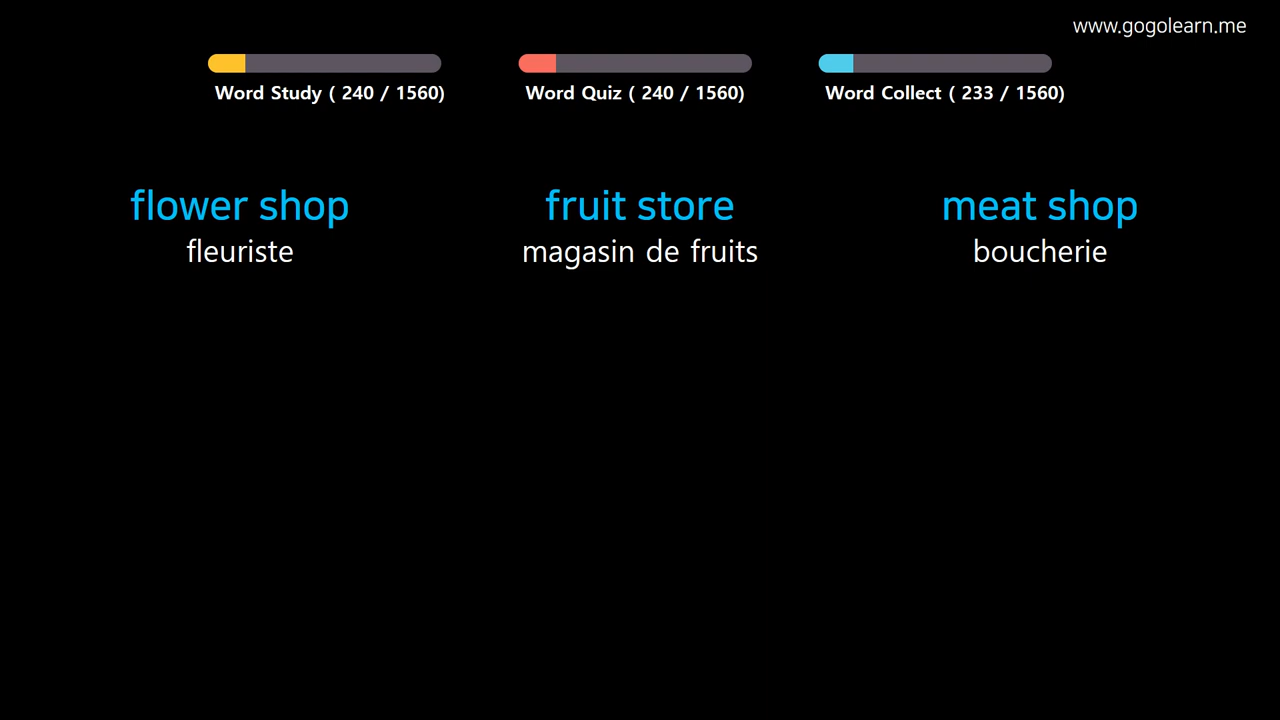 www.gogolearn.me
Word Study ( 240 / 1560)
Word Quiz ( 240 / 1560)
Word Collect ( 233 / 1560)
flower shop
fleuriste
fruit store
magasin de fruits
meat shop
boucherie